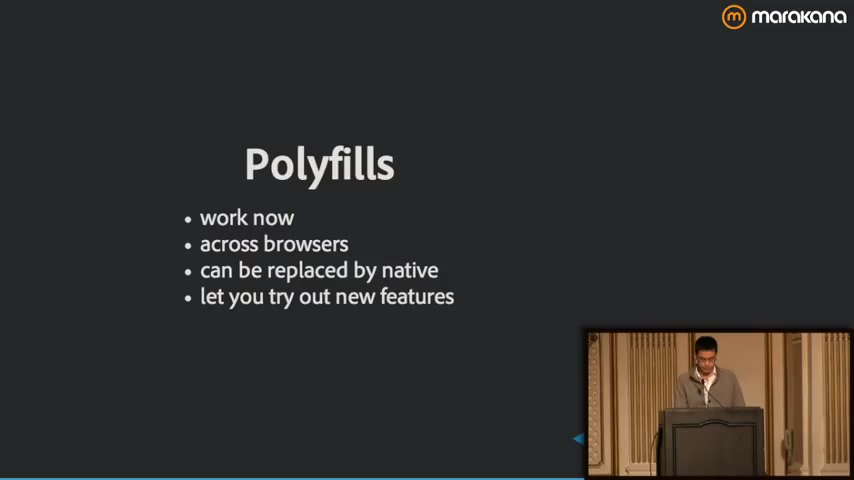 marakana
Polyfills
• work now
• across browsers
• can be replaced by native
• let you try out new features